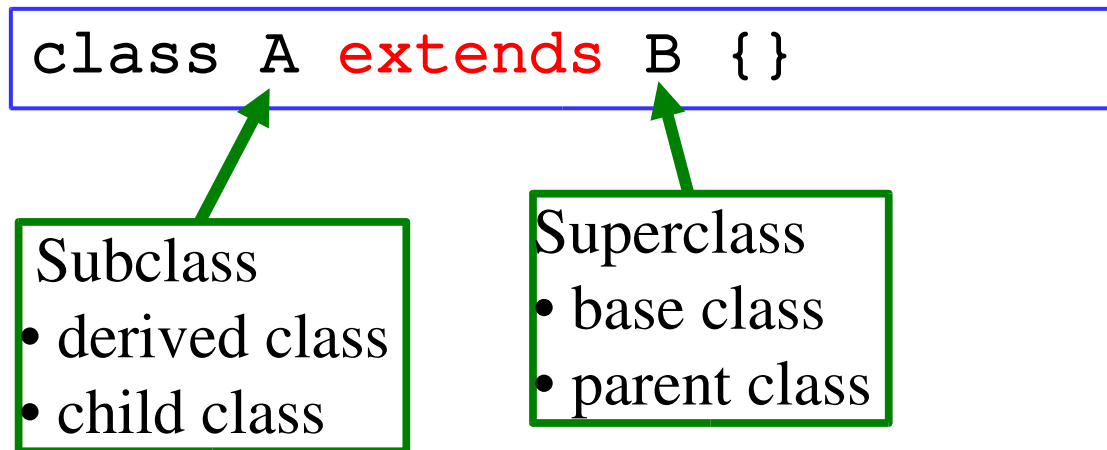 class A extends B {}
Subclass
• derived class
• child class
Superclass
• base class
• parent class